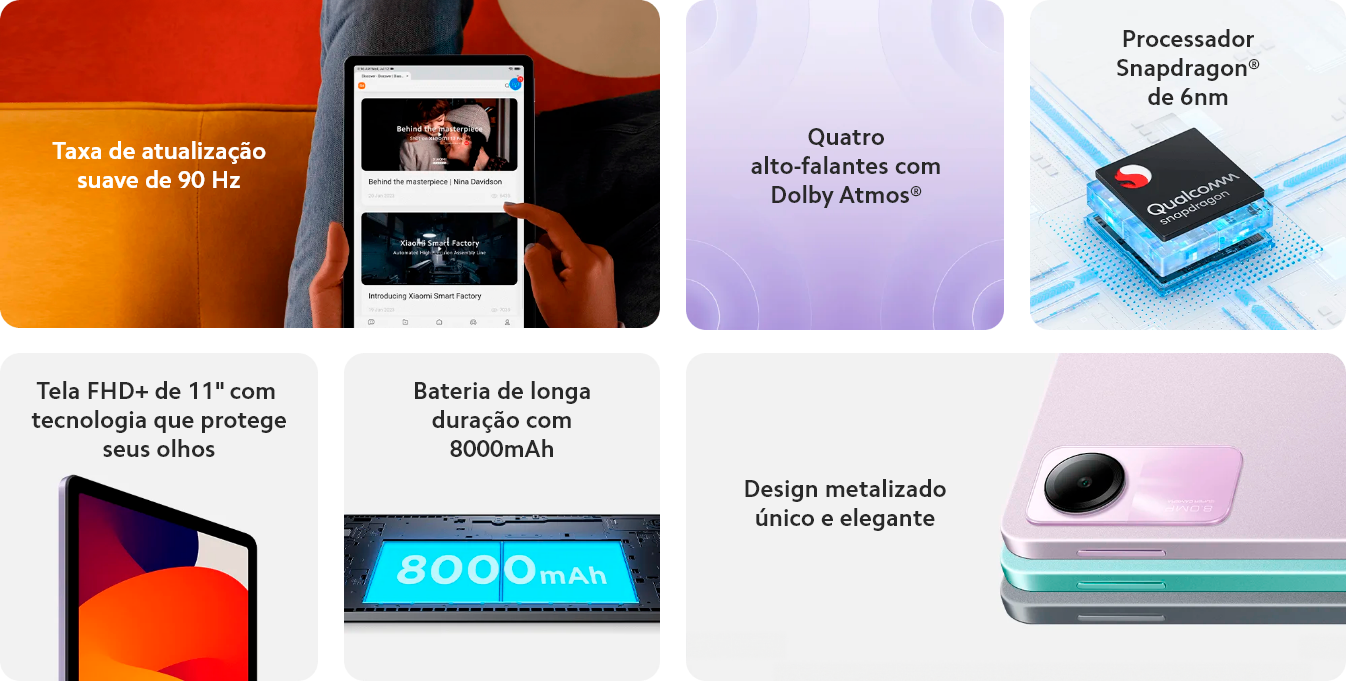 Taxa de atualização
suave de 90 Hz
Behind the masterpiece
Behind the masterpiece | Nina Davidson
Xiaomi Smart Factory
Introducing Xiaomi Smart Factory
Quatro
alto-falantes com
Dolby Atmos®
Processador
Snapdragon®
de 6nm
Qualcomm
snapdragon
Tela FHD+ de 11" com
tecnologia que protege
seus olhos
Bateria de longa
duração com
8000mAh
8000mAh
Design metalizado
único e elegante